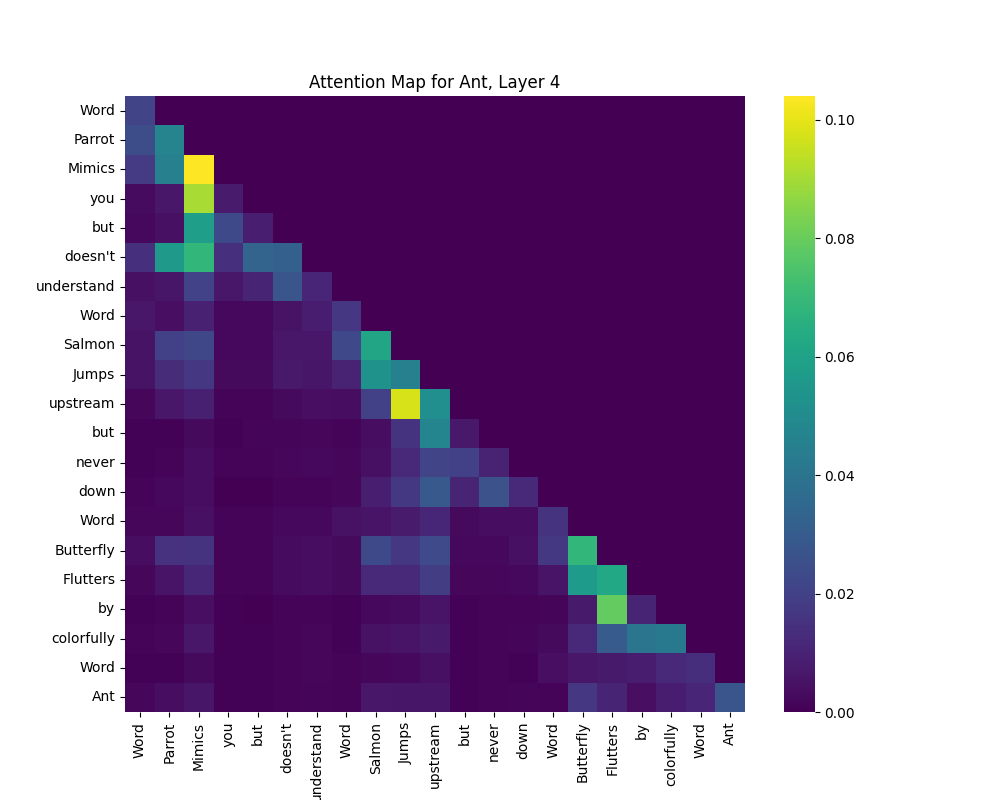 Attention Map for Ant, Layer 4
Word
Parrot
Mimics
you
but
doesn't
understand
Word
Salmon
Jumps
upstream
but
never
down
Word
Butterfly
Flutters
by
colorfully
Word
Ant
Word
Parrot
Mimics
you
but
doesn't
understand
Word
Salmon
Jumps
upstream
but
never
down
Word
Butterfly
Flutters
by
colorfully
Word
Ant
0.10
0.08
0.06
0.04
0.02
0.00